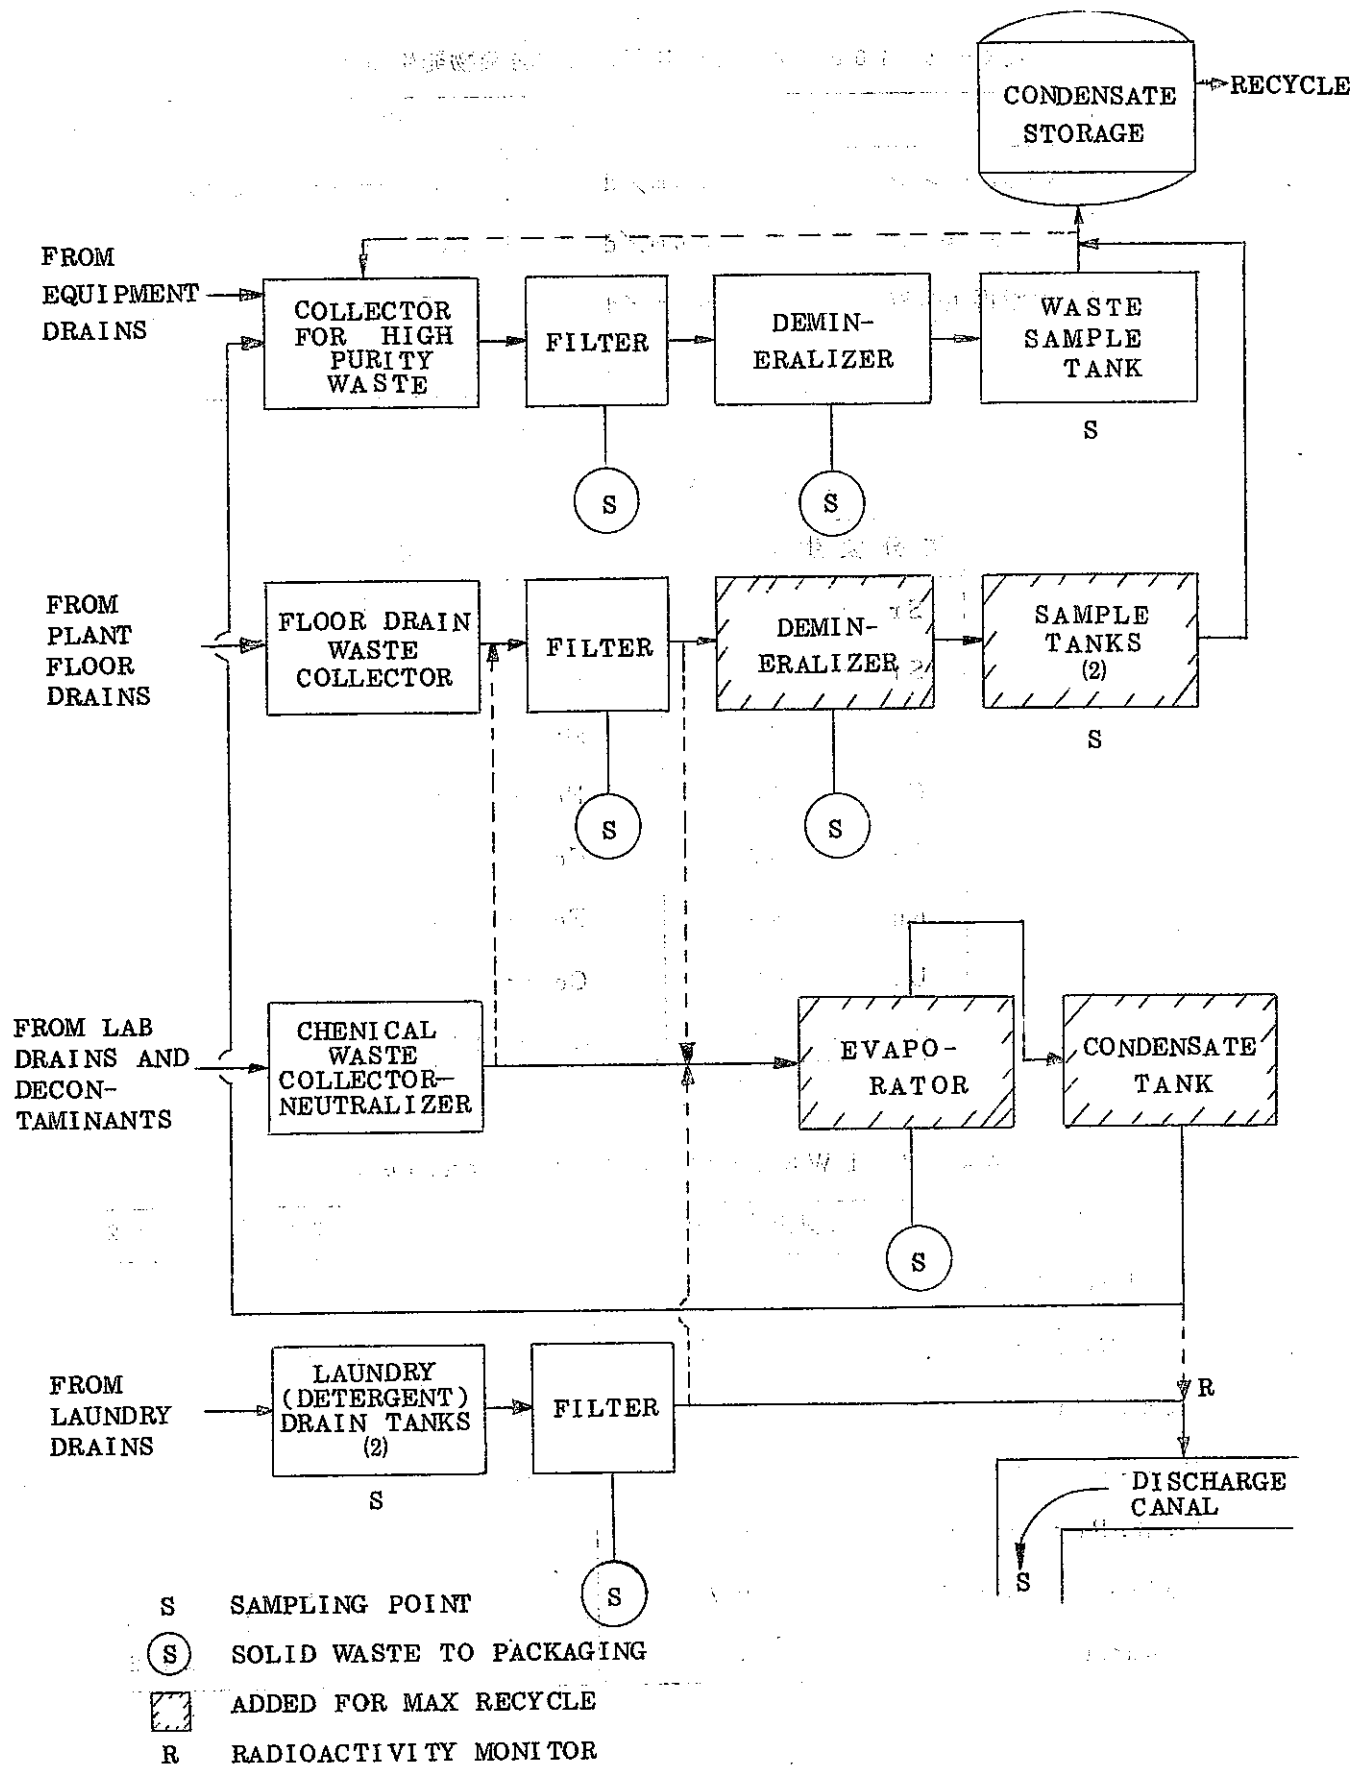 CONDENSATE
STORAGE
RECYCLE
FROM
EQUIPMENT
DRAINS
COLLECTOR
FOR HIGH
PURITY
WASTE
FILTER
DEMIN-
ERALIZER
WASTE
SAMPLE
TANK
S
S
S
FROM
PLANT
FLOOR
DRAINS
FLOOR DRAIN
WASTE
COLLECTOR
FILTER
DEMIN-
ERALIZER
SAMPLE
TANKS
(2)
S
S
S
FROM LAB
DRAINS AND
DECON-
TAMINANTS
CHENICAL
WASTE
COLLECTOR-
NEUTRALIZER
EVAPO-
RATOR
CONDENSATE
TANK
S
R
FROM
LAUNDRY
DRAINS
LAUNDRY
(DETERGENT)
DRAIN TANKS
(2)
FILTER
S
S
DISCHARGE
CANAL
S
S SAMPLING POINT
S SOLID WASTE TO PACKAGING
ADDED FOR MAX RECYCLE
R RADIOACTIVITY MONITOR